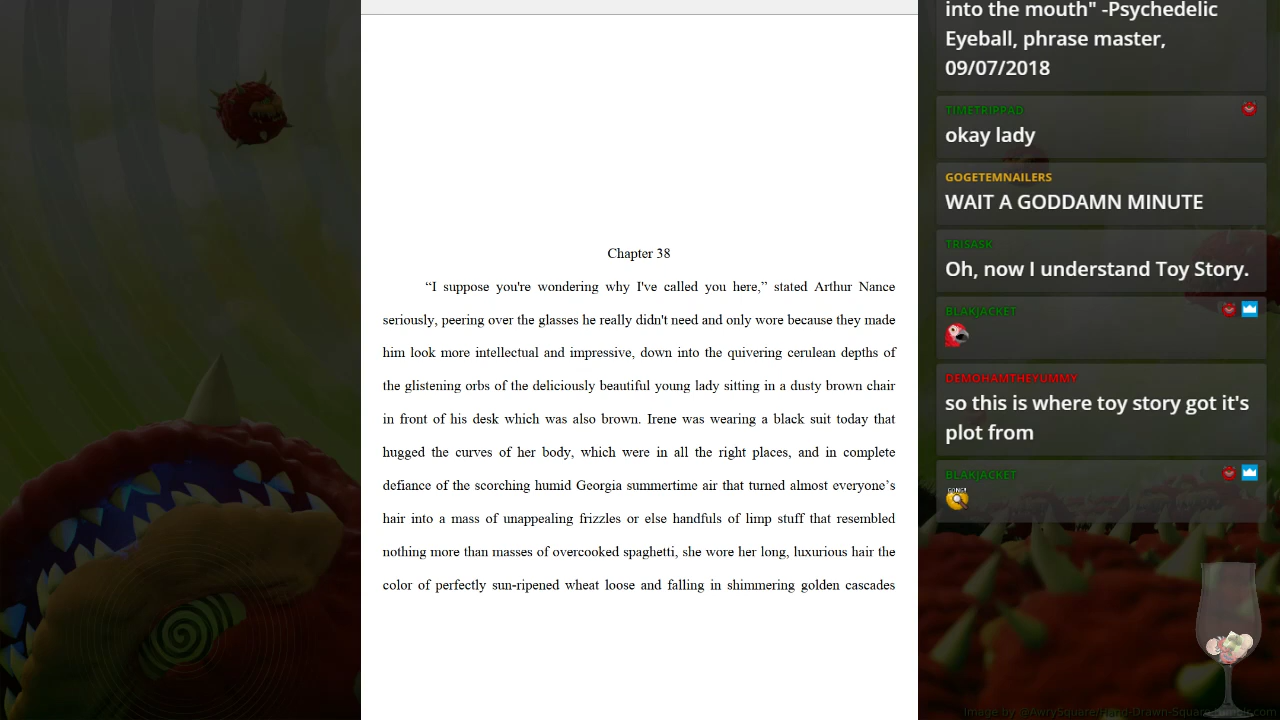 Chapter 38
“I suppose you're wondering why I've called you here,” stated Arthur Nance
seriously, peering over the glasses he really didn't need and only wore because they made
him look more intellectual and impressive, down into the quivering cerulean depths of
the glistening orbs of the deliciously beautiful young lady sitting in a dusty brown chair
in front of his desk which was also brown. Irene was wearing a black suit today that
hugged the curves of her body, which were in all the right places, and in complete
defiance of the scorching humid Georgia summertime air that turned almost everyone’s
hair into a mass of unappealing frizzles or else handfuls of limp stuff that resembled
nothing more than masses of overcooked spaghetti, she wore her long, luxurious hair the
color of perfectly sun-ripened wheat loose and falling in shimmering golden cascades
into the mouth" -Psychedelic
Eyeball, phrase master,
09/07/2018
TIMETRIPPAD
okay lady
GOGETEMNAILERS
WAIT A GODDAMN MINUTE
TRISASK
Oh, now I understand Toy Story.
BLAKJACKET
DEMOHAMTHEYUMMY
so this is where toy story got it's
plot from
BLAKJACKET
GONG!